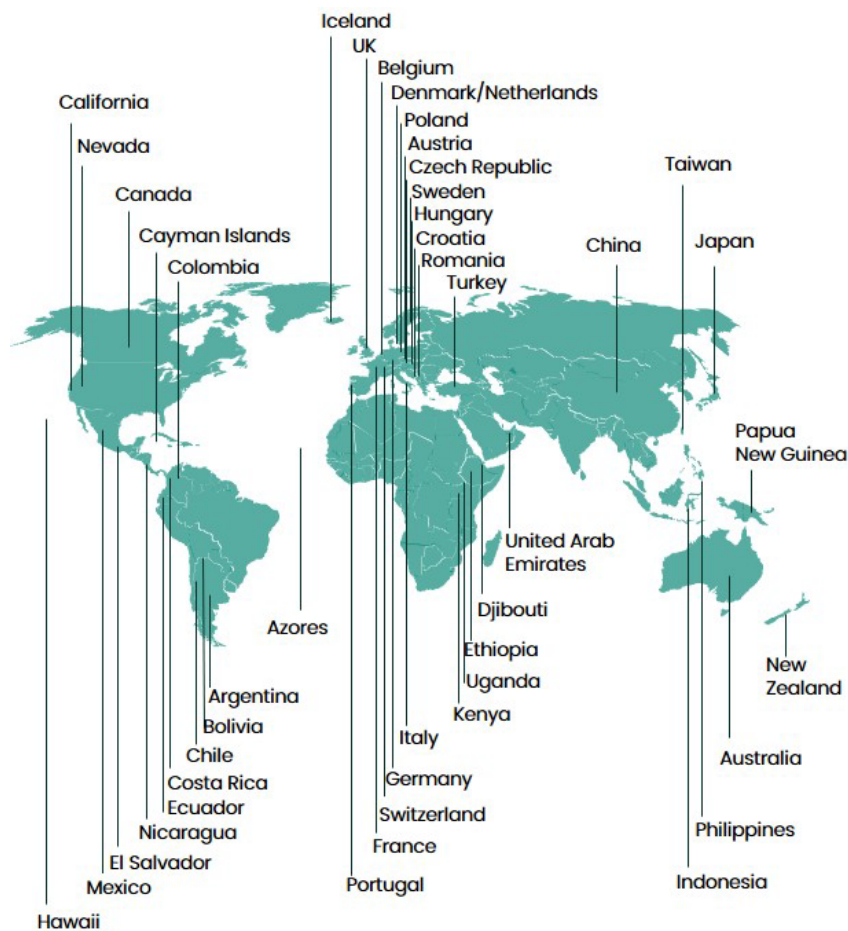 Iceland
UK
Belgium
Denmark/Netherlands
California
Poland
Nevada
Austria
Czech Republic
Taiwan
Canada
Sweden
Hungary
Cayman Islands
Croatia
China
Japan
Colombia
Romania
Turkey
Papua
New Guinea
United Arab
Emirates
Azores
Djibouti
Ethiopia
New
Zealand
Uganda
Argentina
Kenya
Bolivia
Italy
Chile
Australia
Costa Rica
Germany
Ecuador
Switzerland
Nicaragua
Philippines
France
El Salvador
Mexico
Portugal
Indonesia
Hawaii